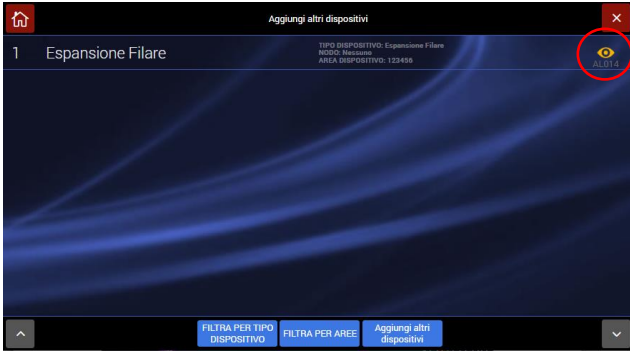 Aggiungi altri dispositivi
1 Espansione Filare
TIPO DISPOSITIVO: Espansione Filare
NODO: Nessuno
AREA DISPOSITIVO: 123456
AL014
FILTRA PER TIPO
DISPOSITIVO
FILTRA PER AREE
Aggiungi altri
dispositivi